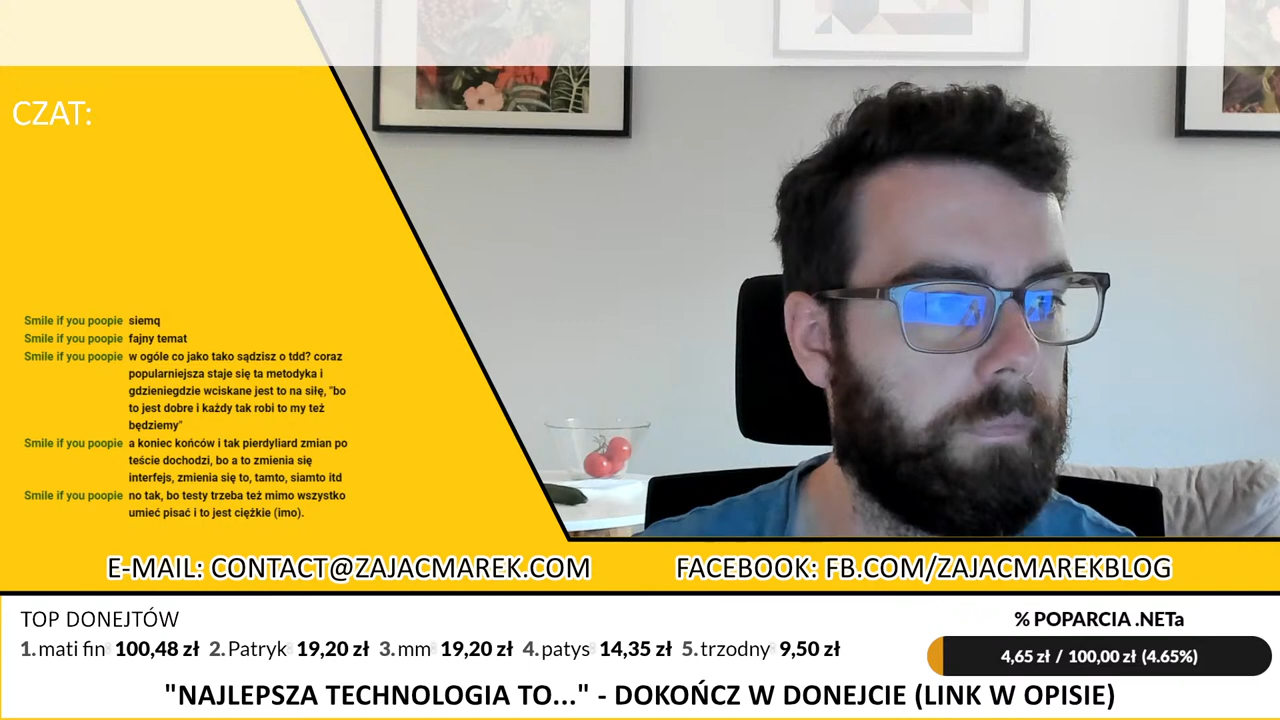 CZAT:
Smile if you poopie siemq
Smile if you poopie fajny temat
Smile if you poopie w ogóle co jako tako sądzisz o tdd? coraz
popularniejsza staje się ta metodyka i
gdzieniegdzie wciskane jest to na siłę, "bo
to jest dobre i każdy tak robi to my też
będziemy"
Smile if you poopie a koniec końców i tak pierdyliard zmian po
teście dochodzi, bo a to zmienia się
interfejs, zmienia się to, tamto, siamto itd
Smile if you poopie no tak, bo testy trzeba też mimo wszystko
umieć pisać i to jest ciężkie (imo).
E-MAIL: CONTACT@ZAJACMAREK.COM FACEBOOK: FB.COM/ZAJACMAREKBLOG
TOP DONEJTÓW
1. mati fin 100,48 zł 2. Patryk 19,20 zł 3. mm 19,20 zł 4. patys 14,35 zł 5. trzodny 9,50 zł
% POPARCIA .NETa
4,65 zł / 100,00 zł (4.65%)
"NAJLEPSZA TECHNOLOGIA TO..." - DOKOŃCZ W DONEJCIE (LINK W OPISIE)